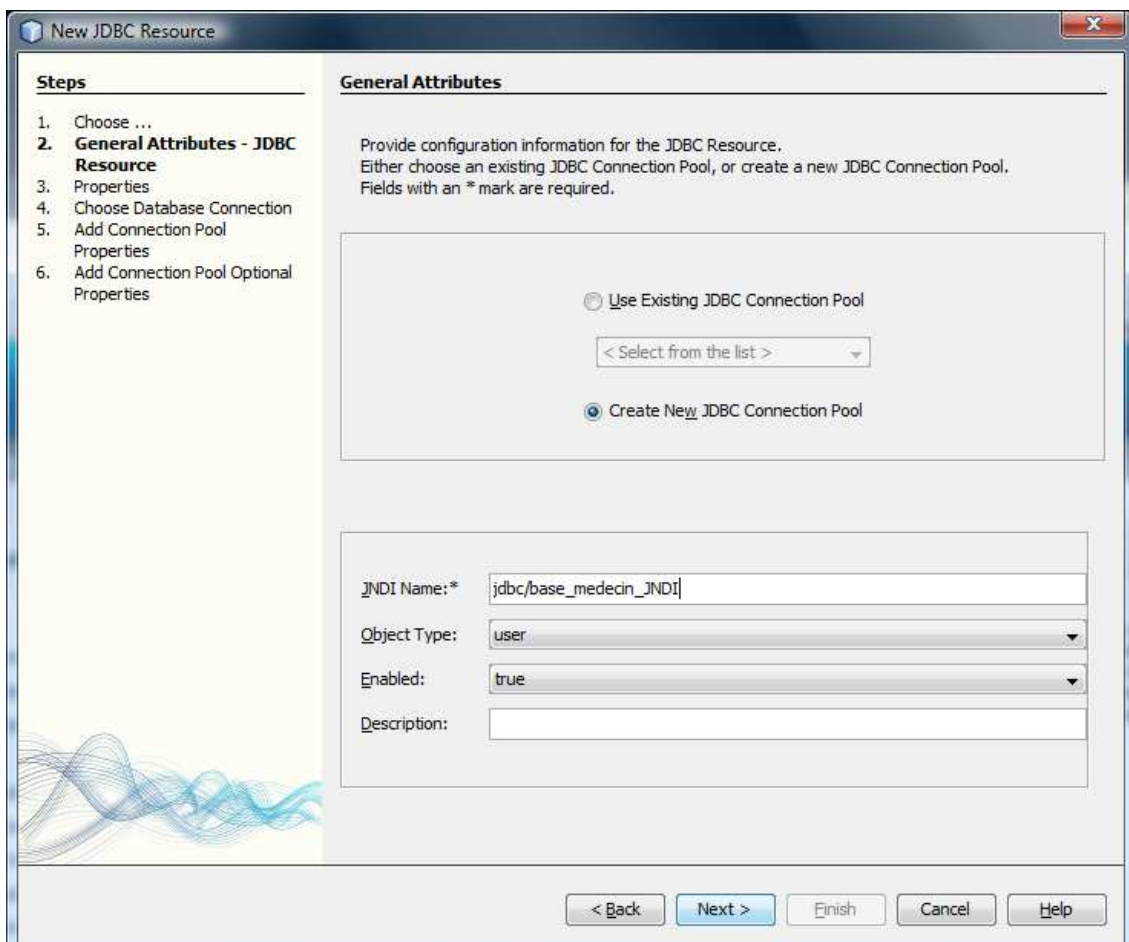 New JDBC Resource
Steps
1. Choose ...
2. General Attributes - JDBC
Resource
3. Properties
4. Choose Database Connection
5. Add Connection Pool
Properties
6. Add Connection Pool Optional
Properties
General Attributes
Provide configuration information for the JDBC Resource.
Either choose an existing JDBC Connection Pool, or create a new JDBC Connection Pool.
Fields with an * mark are required.
Use Existing JDBC Connection Pool
< Select from the list >
Create New JDBC Connection Pool
JNDI Name:* jdbc/base_medecin_JNDI
Object Type: user
Enabled: true
Description:
< Back Next > Finish Cancel Help